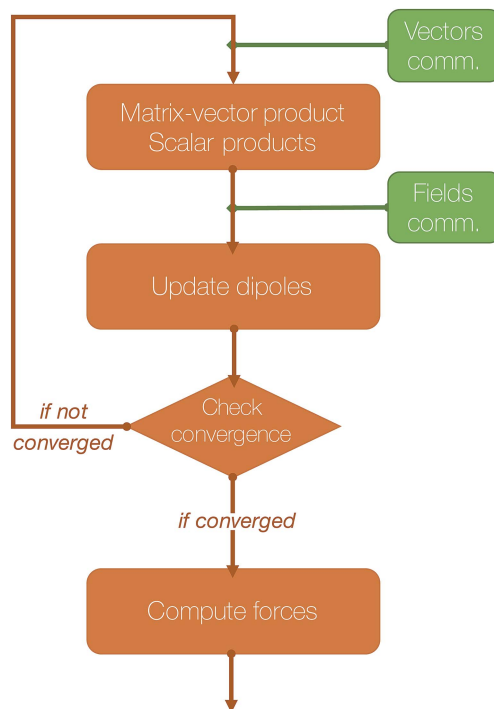 Vectors
comm.
Matrix-vector product
Scalar products
Fields
comm.
Update dipoles
Check
convergence
if not
converged
if converged
Compute forces